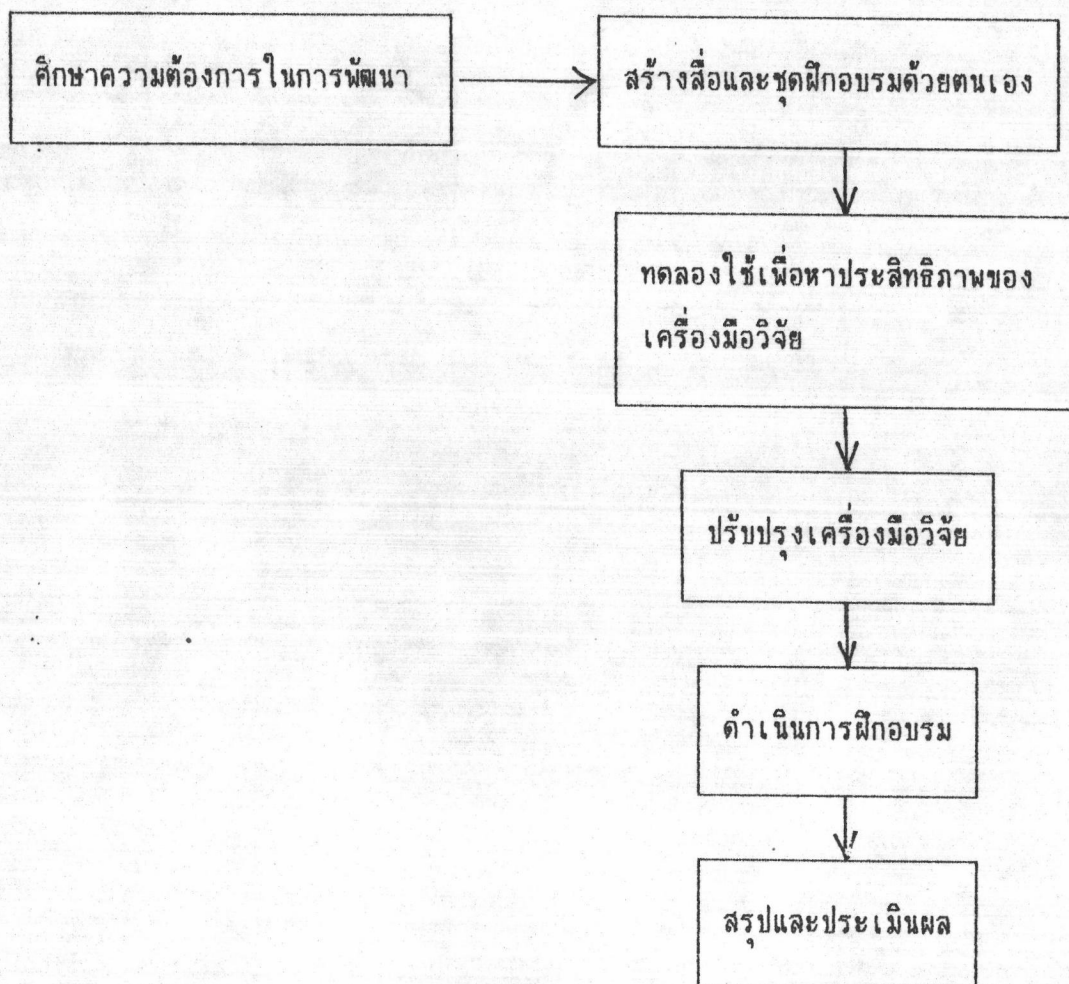 ศึกษาความต้องการในการพัฒนา
สร้างสื่อและชุดฝึกอบรมด้วยตนเอง
ทดลองใช้เพื่อหาประสิทธิภาพของ
เครื่องมือวิจัย
ปรับปรุงเครื่องมือวิจัย
ดำเนินการฝึกอบรม
สรุปและประเมินผล